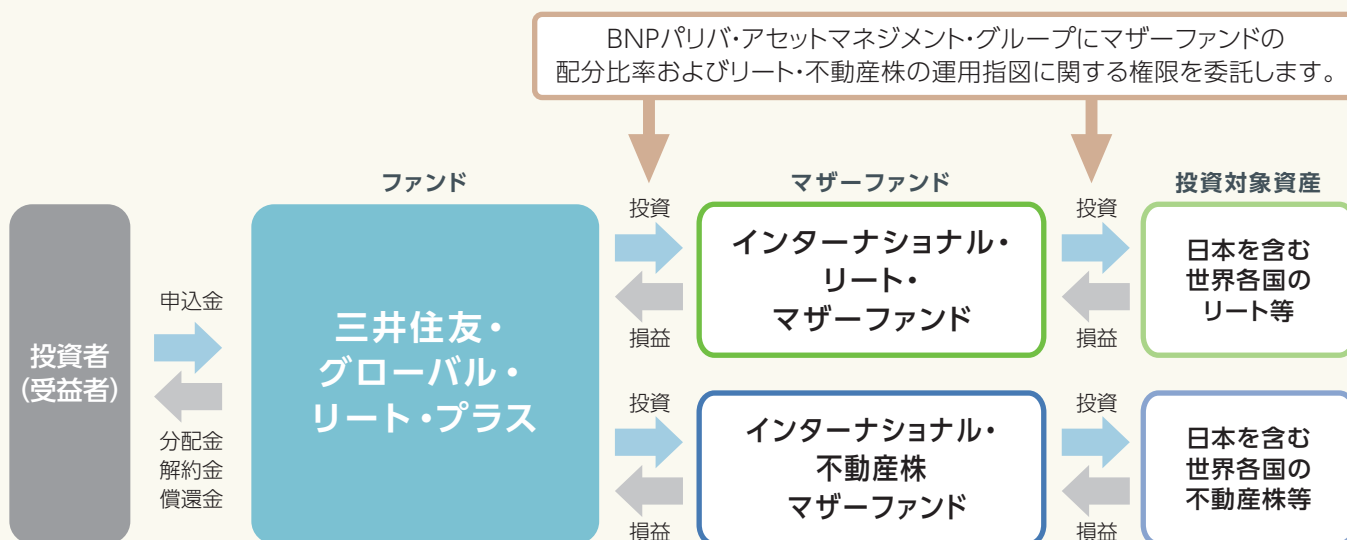 BNPパリバ・アセットマネジメント・グループにマザーファンドの
配分比率およびリート・不動産株の運用指図に関する権限を委託します。
ファンド
マザーファンド
投資対象資産
投資者
(受益者)
申込金
分配金
解約金
償還金
三井住友・
グローバル・
リート・プラス
投資
損益
インターナショナル・
リート・
マザーファンド
投資
損益
日本を含む
世界各国の
リート等
投資
損益
インターナショナル・
不動産株
マザーファンド
投資
損益
日本を含む
世界各国の
不動産株等